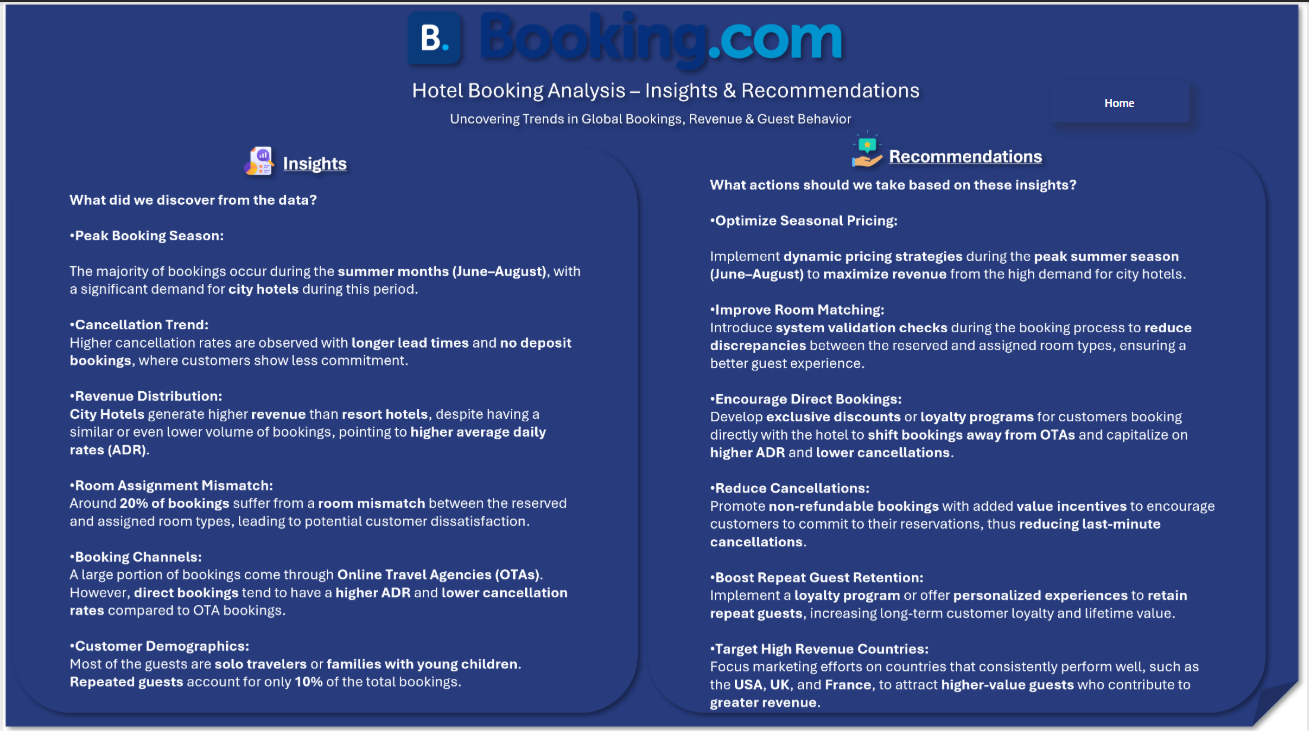 B. Booking.com
Hotel Booking Analysis – Insights & Recommendations
Uncovering Trends in Global Bookings, Revenue & Guest Behavior
Home
Insights
What did we discover from the data?
•Peak Booking Season:
The majority of bookings occur during the summer months (June–August), with
a significant demand for city hotels during this period.
•Cancellation Trend:
Higher cancellation rates are observed with longer lead times and no deposit
bookings, where customers show less commitment.
•Revenue Distribution:
City Hotels generate higher revenue than resort hotels, despite having a
similar or even lower volume of bookings, pointing to higher average daily
rates (ADR).
•Room Assignment Mismatch:
Around 20% of bookings suffer from a room mismatch between the reserved
and assigned room types, leading to potential customer dissatisfaction.
•Booking Channels:
A large portion of bookings come through Online Travel Agencies (OTAs).
However, direct bookings tend to have a higher ADR and lower cancellation
rates compared to OTA bookings.
•Customer Demographics:
Most of the guests are solo travelers or families with young children.
Repeated guests account for only 10% of the total bookings.
Recommendations
What actions should we take based on these insights?
•Optimize Seasonal Pricing:
Implement dynamic pricing strategies during the peak summer season
(June–August) to maximize revenue from the high demand for city hotels.
•Improve Room Matching:
Introduce system validation checks during the booking process to reduce
discrepancies between the reserved and assigned room types, ensuring a
better guest experience.
•Encourage Direct Bookings:
Develop exclusive discounts or loyalty programs for customers booking
directly with the hotel to shift bookings away from OTAs and capitalize on
higher ADR and lower cancellations.
•Reduce Cancellations:
Promote non-refundable bookings with added value incentives to encourage
customers to commit to their reservations, thus reducing last-minute
cancellations.
•Boost Repeat Guest Retention:
Implement a loyalty program or offer personalized experiences to retain
repeat guests, increasing long-term customer loyalty and lifetime value.
•Target High Revenue Countries:
Focus marketing efforts on countries that consistently perform well, such as
the USA, UK, and France, to attract higher-value guests who contribute to
greater revenue.